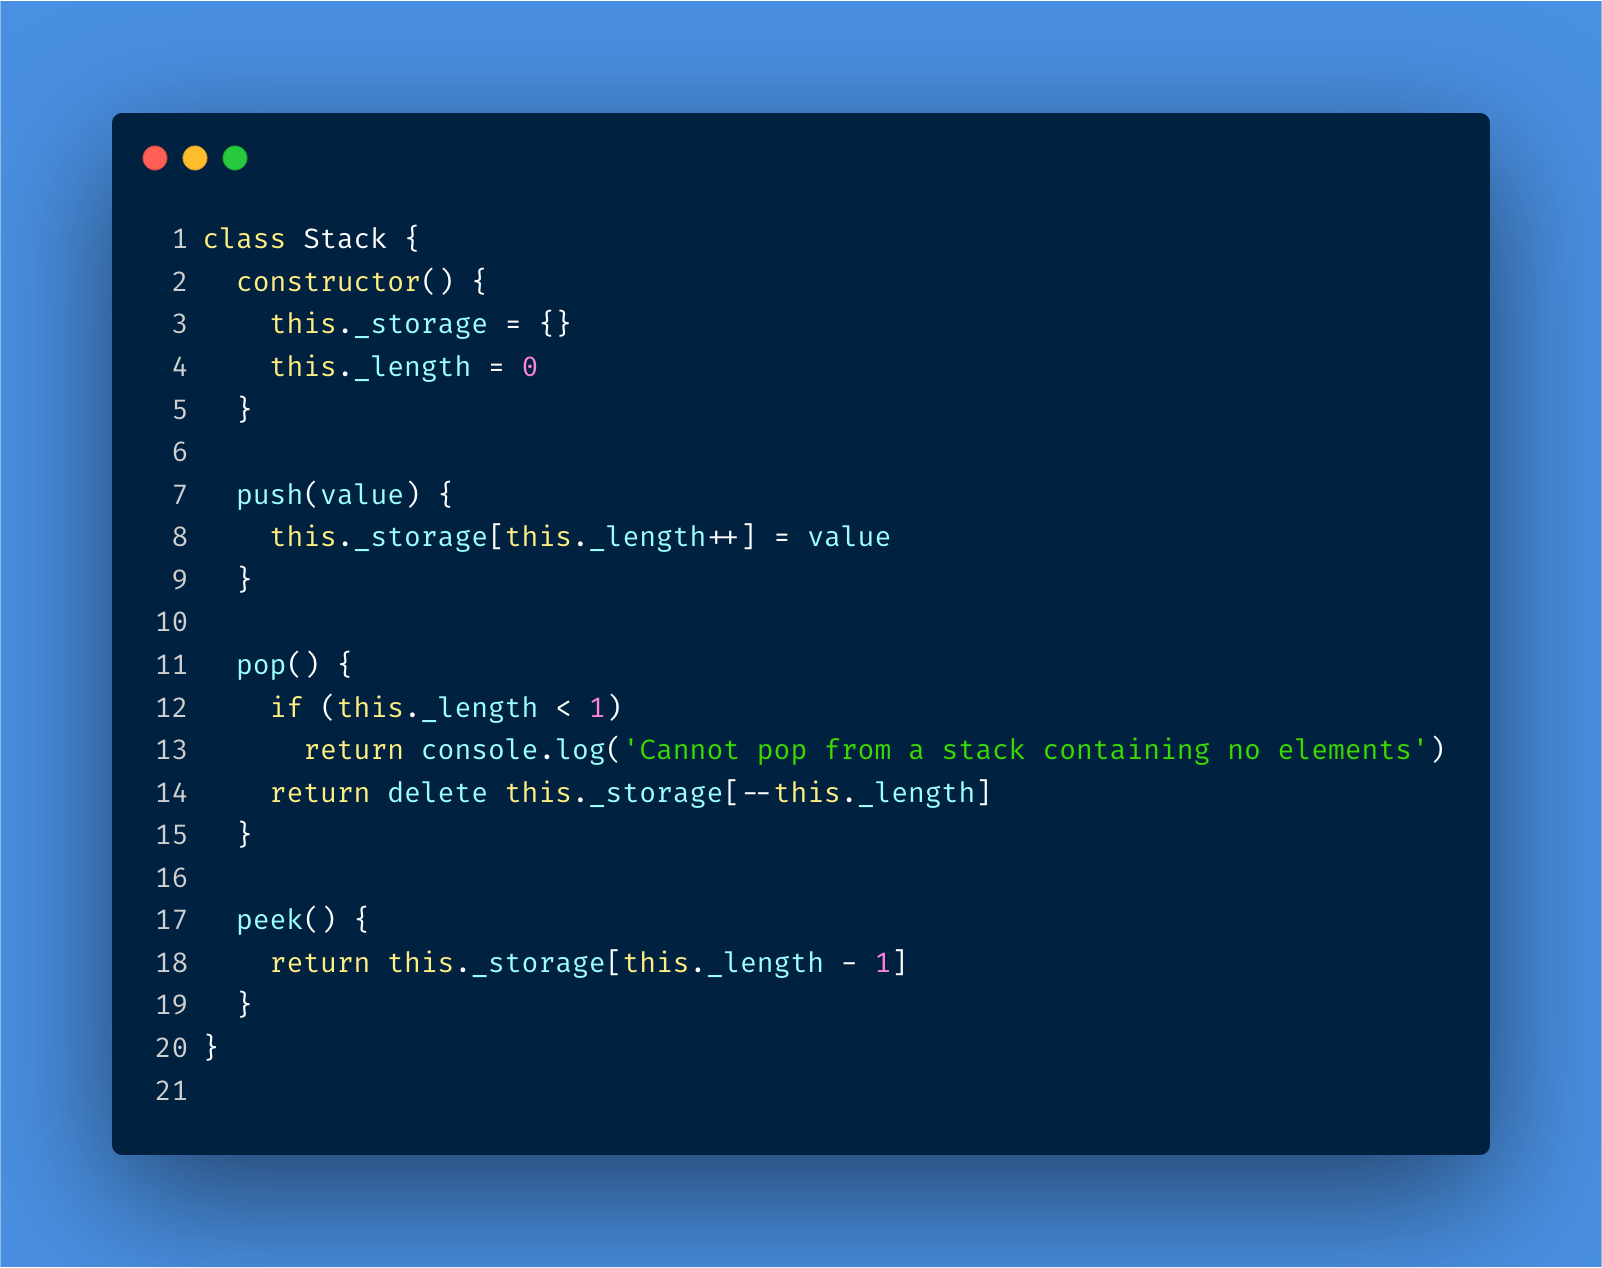 1 class Stack {
2   constructor() {
3     this._storage = {}
4     this._length = 0
5   }
6
7   push(value) {
8     this._storage[this._length++] = value
9   }
10
11   pop() {
12     if (this._length < 1)
13       return console.log('Cannot pop from a stack containing no elements')
14     return delete this._storage[--this._length]
15   }
16
17   peek() {
18     return this._storage[this._length - 1]
19   }
20 }
21